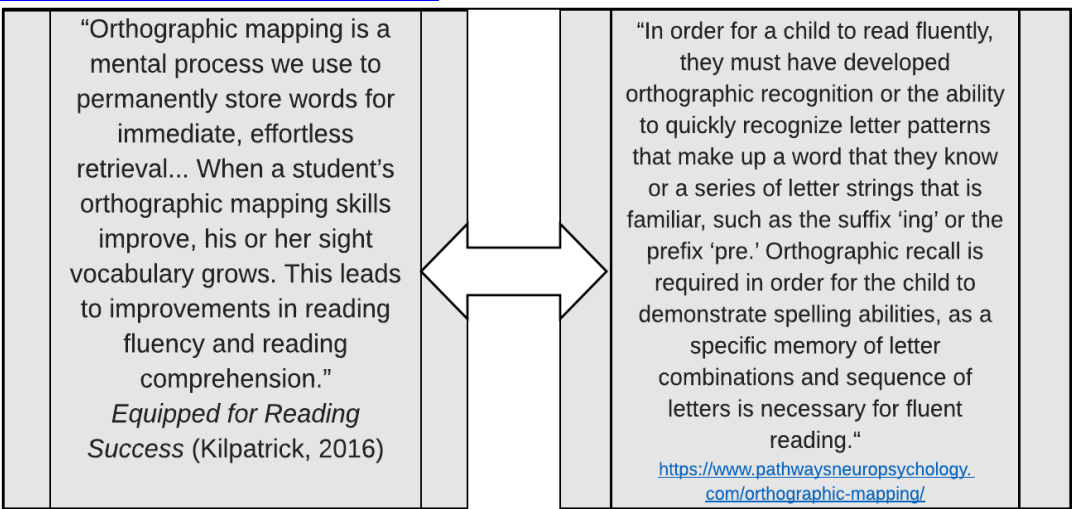 “Orthographic mapping is a
mental process we use to
permanently store words for
immediate, effortless
retrieval... When a student’s
orthographic mapping skills
improve, his or her sight
vocabulary grows. This leads
to improvements in reading
fluency and reading
comprehension.”
Equipped for Reading
Success (Kilpatrick, 2016)
“In order for a child to read fluently,
they must have developed
orthographic recognition or the ability
to quickly recognize letter patterns
that make up a word that they know
or a series of letter strings that is
familiar, such as the suffix ‘ing’ or the
prefix ‘pre.’ Orthographic recall is
required in order for the child to
demonstrate spelling abilities, as a
specific memory of letter
combinations and sequence of
letters is necessary for fluent
reading.“
https://www.pathwaysneuropsychology.
com/orthographic-mapping/